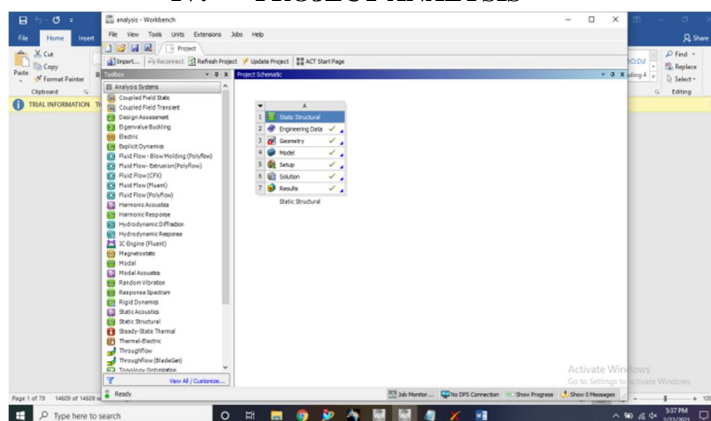 analysis - Workbench
File Home Insert
File View Tools Units Extensions Jobs Help
Share
Project
Cut
Copy
Format Painter
Paste
Clipboard
Import... Reconnect Refresh Project Update Project ACT Start Page
Find
Replace
Select
Editing
Toolbox
Project Schematic
TRIAL INFORMATION
Analysis Systems
Coupled Field Static
Coupled Field Transient
Design Assessment
Eigenvalue Buckling
Electric
Explicit Dynamics
Fluid Flow - Blow Molding (Polyflow)
Fluid Flow - Extrusion (Polyflow)
Fluid Flow (CFX)
Fluid Flow (Fluent)
Fluid Flow (Polyflow)
Harmonic Acoustics
Harmonic Response
Hydrodynamic Diffraction
Hydrodynamic Response
IC Engine (Fluent)
Magnetostatic
Modal
Modal Acoustics
Random Vibration
Response Spectrum
Rigid Dynamics
Static Acoustics
Static Structural
Steady-State Thermal
Thermal-Electric
Throughflow
Throughflow (BladeGen)
Topology Optimization
View All / Customize...
A
1 Static Structural
2 Engineering Data
3 Geometry
4 Model
5 Setup
6 Solution
7 Results
Static Structural
Activate Windows
Go to Settings to activate Windows.
Ready
Job Monitor... No DPS Connection Show Progress Show 0 Messages
Page 1 of 79
Type here to search
5:37 PM